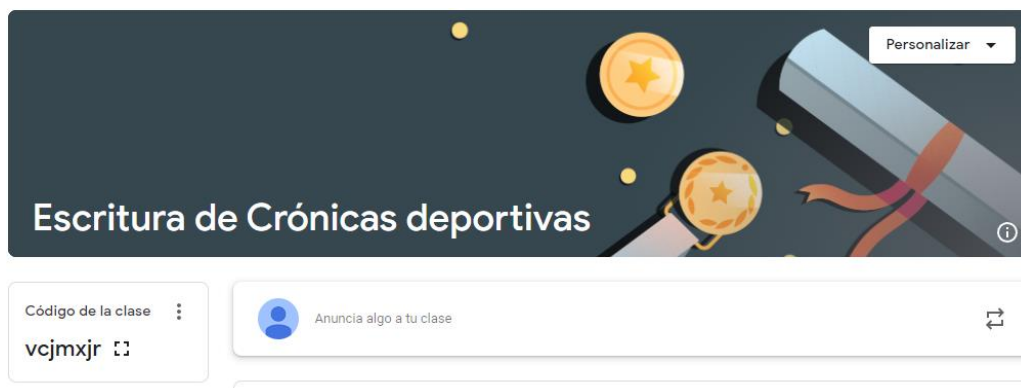 Personalizar
Escritura de Crónicas deportivas
Código de la clase
Anuncia algo a tu clase
vcjmxjr